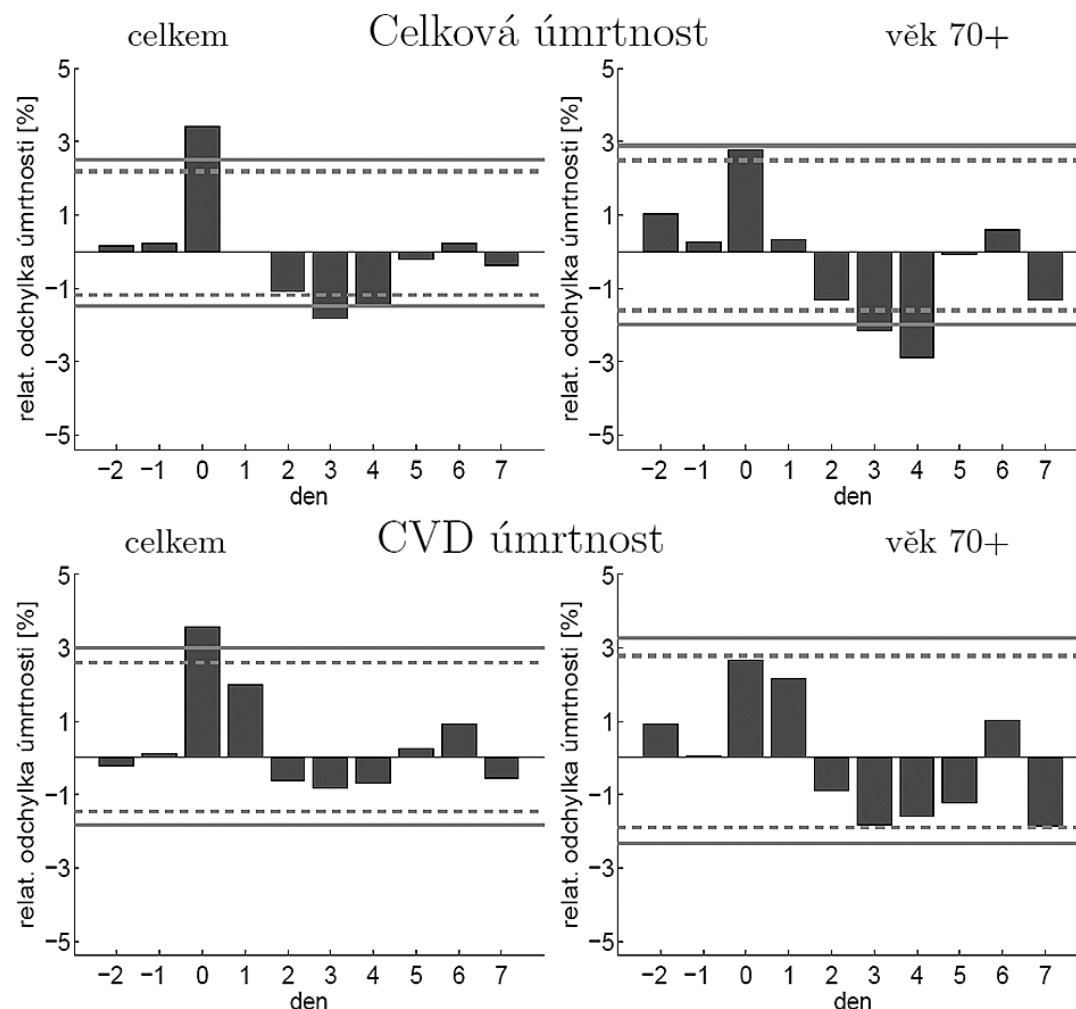 celkem Celková úmrtnost věk 70+
relat. odchylka úmrtnosti [%]
5
3
1
−1
−3
−5
−2 −1 0 1 2 3 4 5 6 7
den
relat. odchylka úmrtnosti [%]
5
3
1
−1
−3
−5
−2 −1 0 1 2 3 4 5 6 7
den
celkem CVD úmrtnost věk 70+
relat. odchylka úmrtnosti [%]
5
3
1
−1
−3
−5
−2 −1 0 1 2 3 4 5 6 7
den
relat. odchylka úmrtnosti [%]
5
3
1
−1
−3
−5
−2 −1 0 1 2 3 4 5 6 7
den